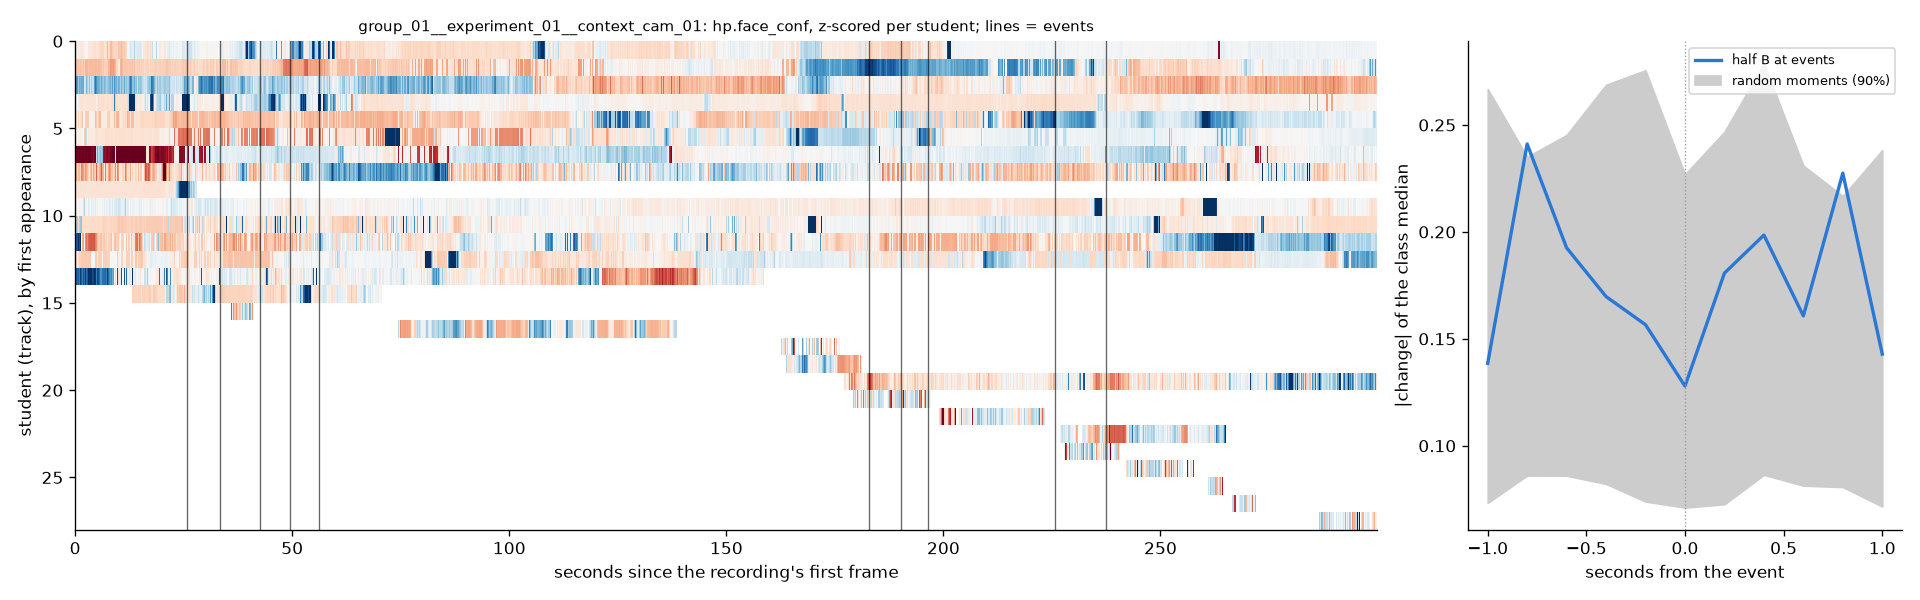 group_01__experiment_01__context_cam_01: hp.face_conf, z-scored per student; lines = events
student (track), by first appearance
0
5
10
15
20
25
0 50 100 150 200 250
seconds since the recording's first frame
|change| of the class median
0.25
0.20
0.15
0.10
half B at events
random moments (90%)
−1.0 −0.5 0.0 0.5 1.0
seconds from the event